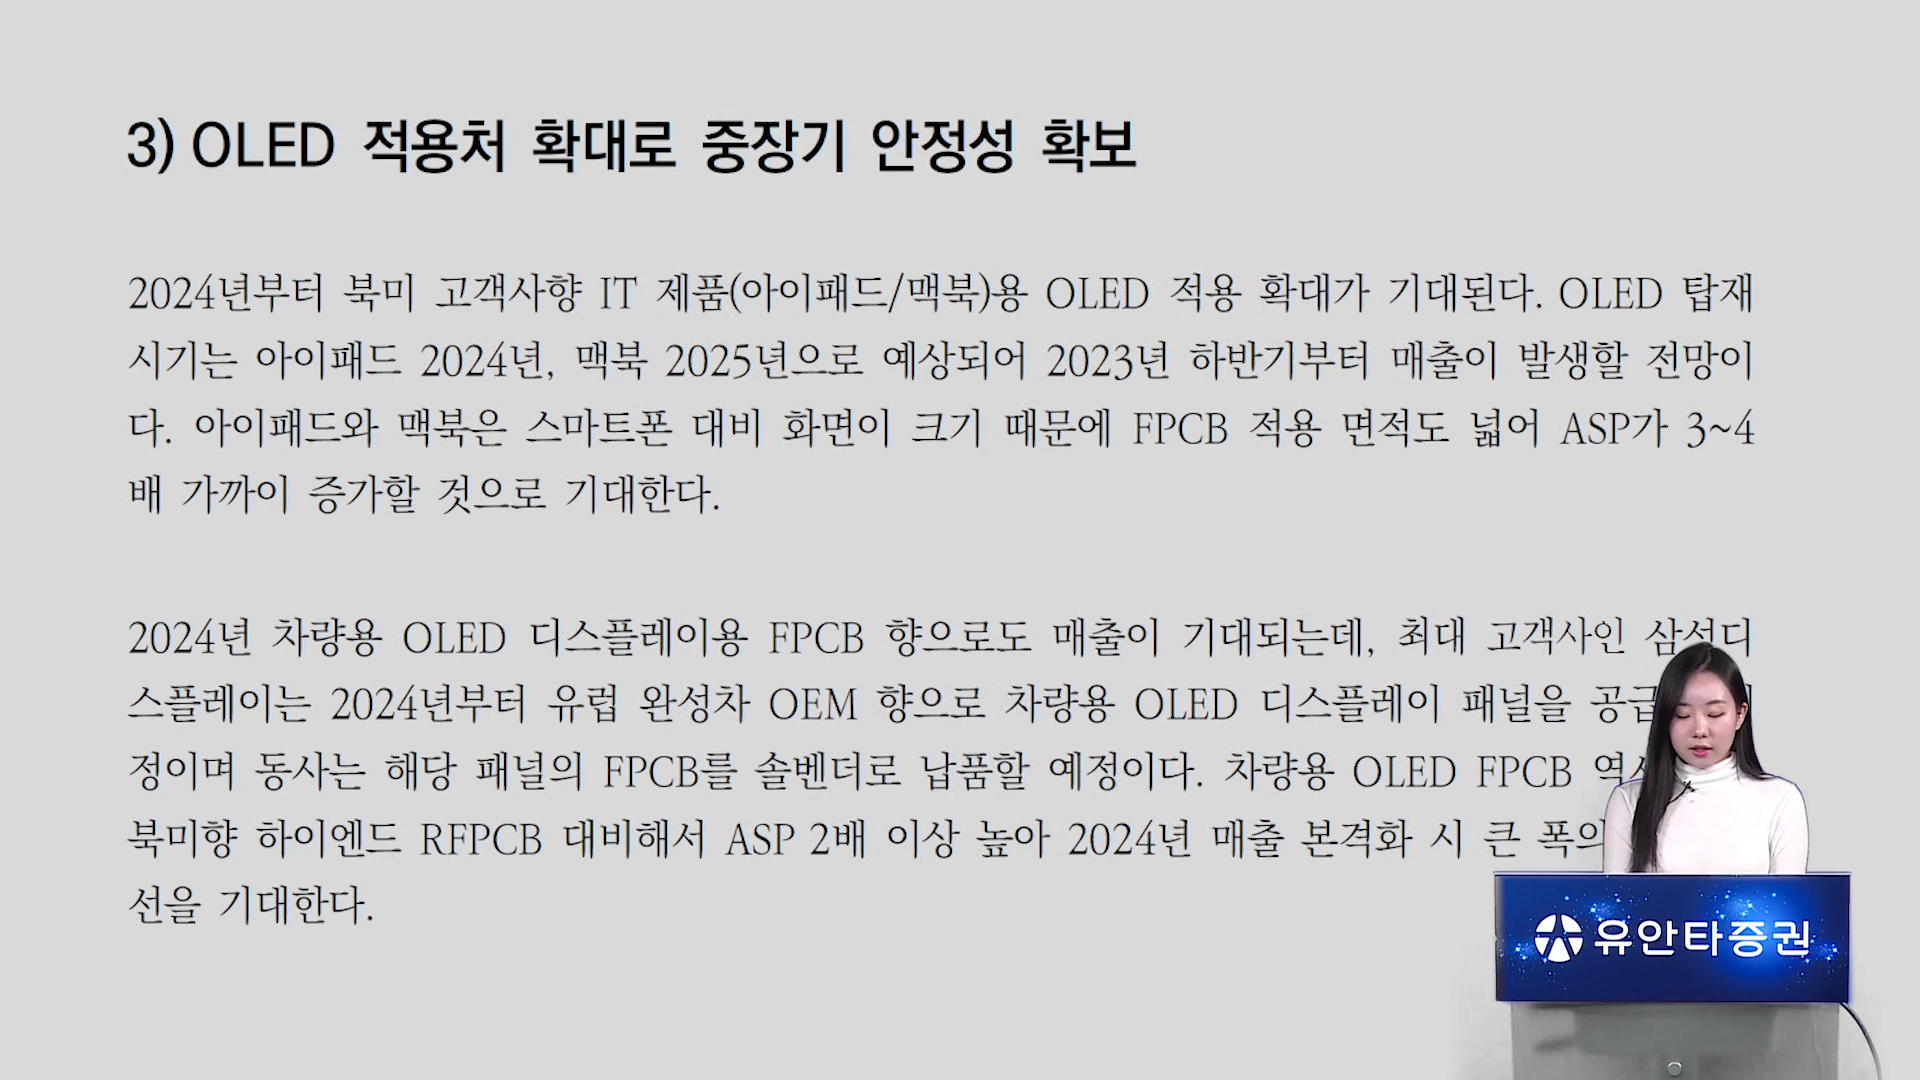 3) OLED 적용처 확대로 중장기 안정성 확보
2024년부터 북미 고객사향 IT 제품(아이패드/맥북)용 OLED 적용 확대가 기대된다. OLED 탑재
시기는 아이패드 2024년, 맥북 2025년으로 예상되어 2023년 하반기부터 매출이 발생할 전망이
다. 아이패드와 맥북은 스마트폰 대비 화면이 크기 때문에 FPCB 적용 면적도 넓어 ASP가 3~4
배 가까이 증가할 것으로 기대한다.
2024년 차량용 OLED 디스플레이용 FPCB 향으로도 매출이 기대되는데, 최대 고객사인 삼성디
스플레이는 2024년부터 유럽 완성차 OEM 향으로 차량용 OLED 디스플레이 패널을 공급
정이며 동사는 해당 패널의 FPCB를 솔벤더로 납품할 예정이다. 차량용 OLED FPCB
북미향 하이엔드 RFPCB 대비해서 ASP 2배 이상 높아 2024년 매출 본격화 시 큰
선을 기대한다.
유안타증권